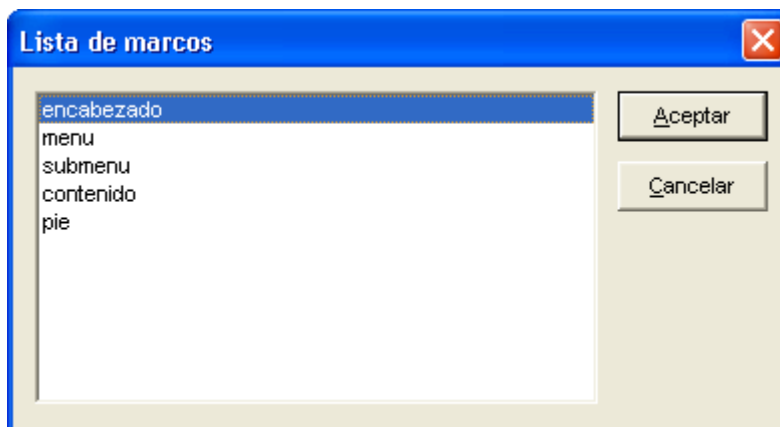 Lista de marcos
encabezado
menu
submenu
contenido
pie
Aceptar
Cancelar